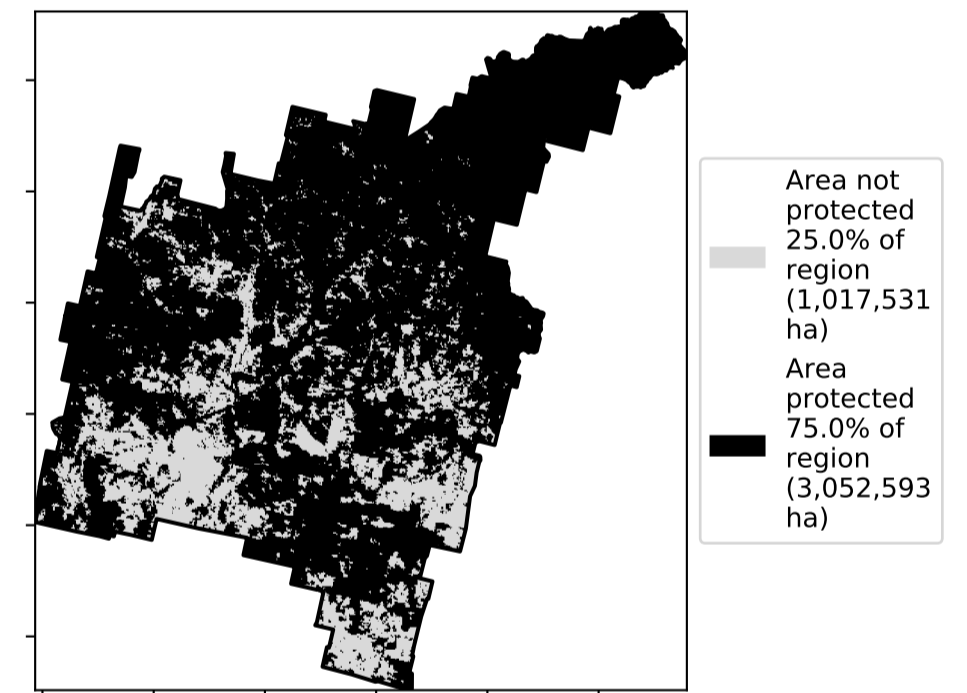 Area not
protected
25.0% of
region
(1,017,531
ha)
Area
protected
75.0% of
region
(3,052,593
ha)